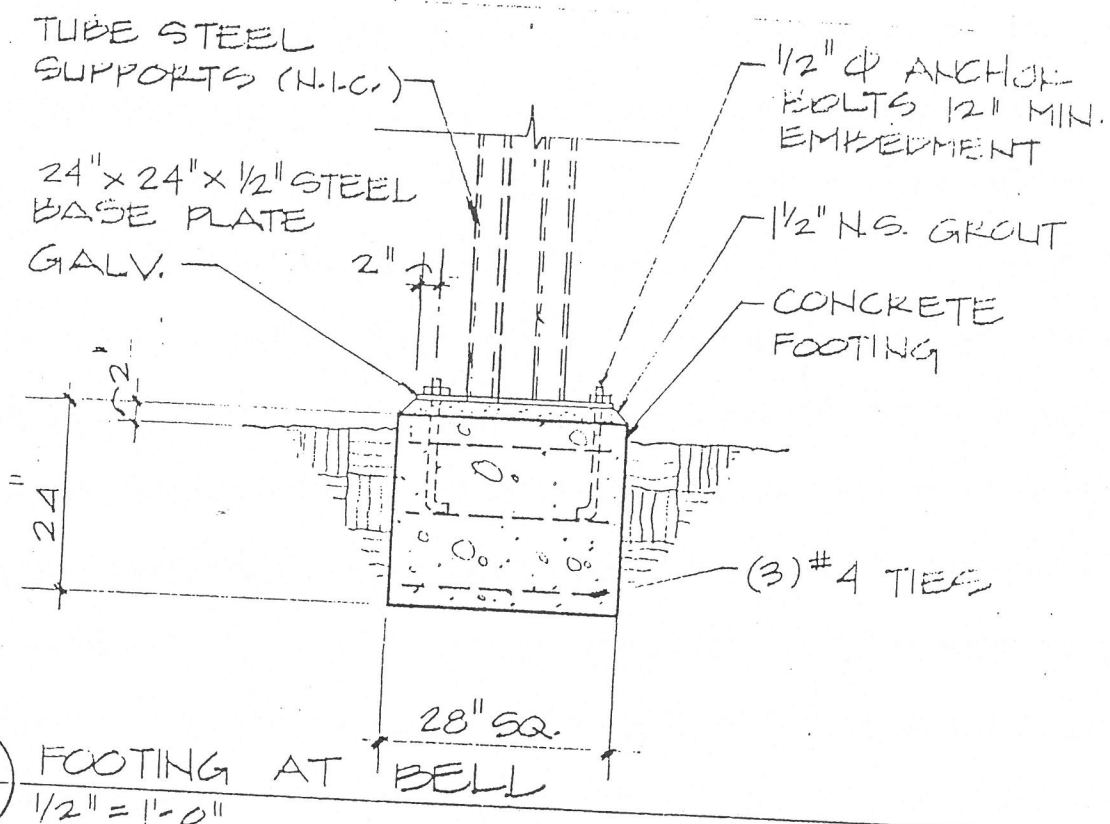 TUBE STEEL
SUPPORTS (N.I.C.)
24" x 24" x 1/2" STEEL
BASE PLATE
GALV.
2"
1/2" Φ ANCHOR
BOLTS 12" MIN.
EMBEDMENT
1 1/2" N.S. GROUT
CONCRETE
FOOTING
2"
24"
(3) #4 TIES
28" SQ.
FOOTING AT BELL
1/2" = 1'-0"